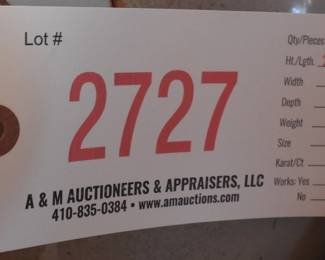 Lot #
2727
A & M AUCTIONEERS & APPRAISERS, LLC
410-835-0384 • www.amauctions.com
Qty/Pieces
Ht./Lgth.
Width
Depth
Weight
Size
Karat/Ct
Works: Yes
No